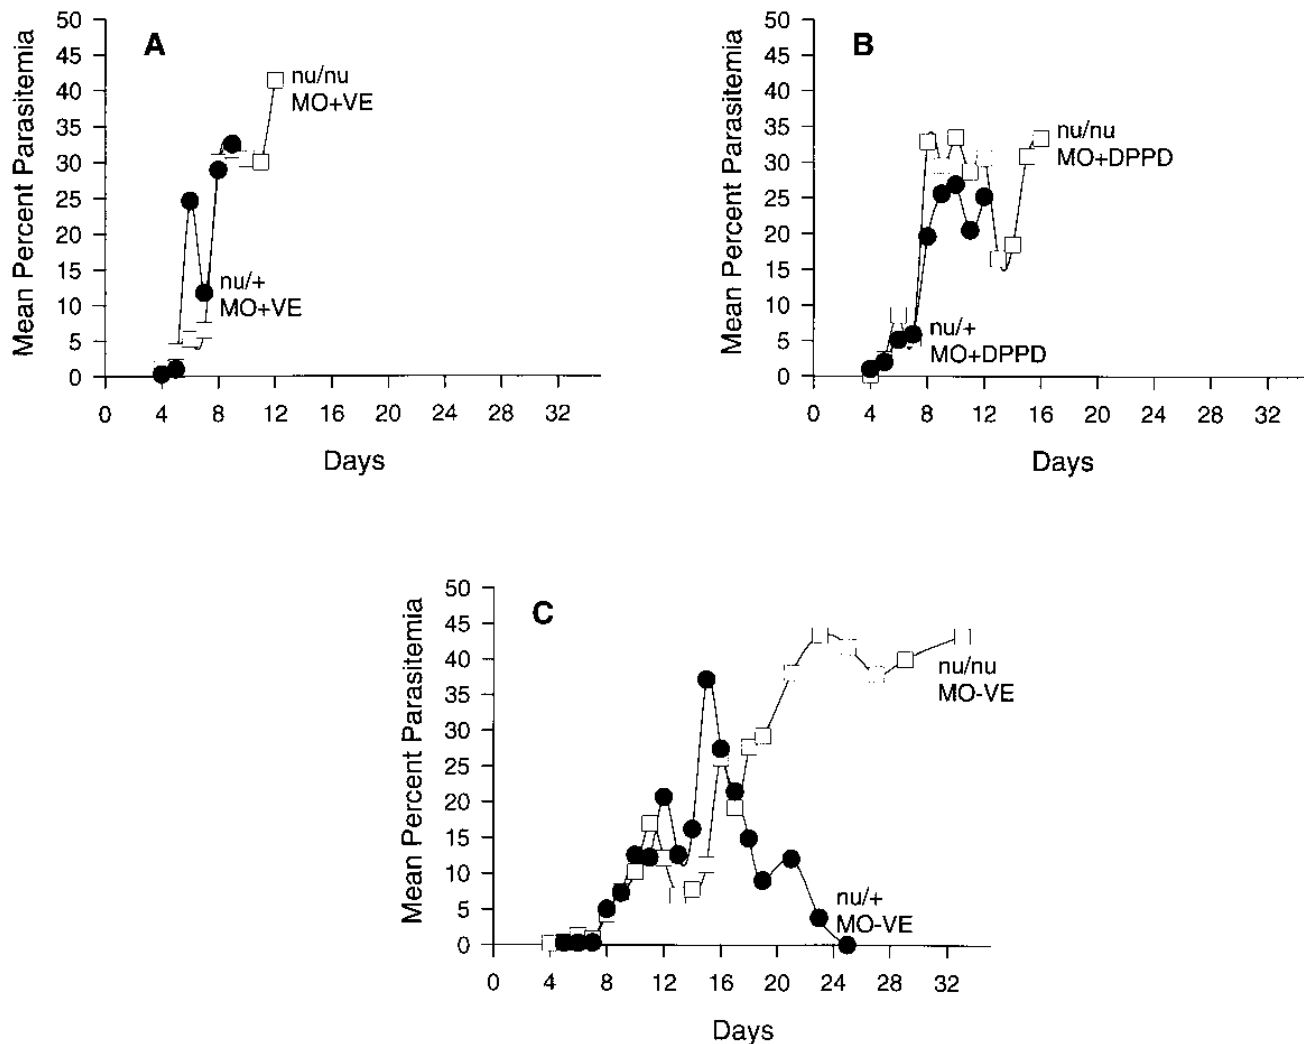 A
Mean Percent Parasitemia
50
45
40
35
30
25
20
15
10
5
0
nu/nu
MO+VE
nu/+
MO+VE
0 4 8 12 16 20 24 28 32
Days
B
Mean Percent Parasitemia
50
45
40
35
30
25
20
15
10
5
0
nu/nu
MO+DPPD
nu/+
MO+DPPD
0 4 8 12 16 20 24 28 32
Days
C
Mean Percent Parasitemia
50
45
40
35
30
25
20
15
10
5
0
nu/nu
MO-VE
nu/+
MO-VE
0 4 8 12 16 20 24 28 32
Days